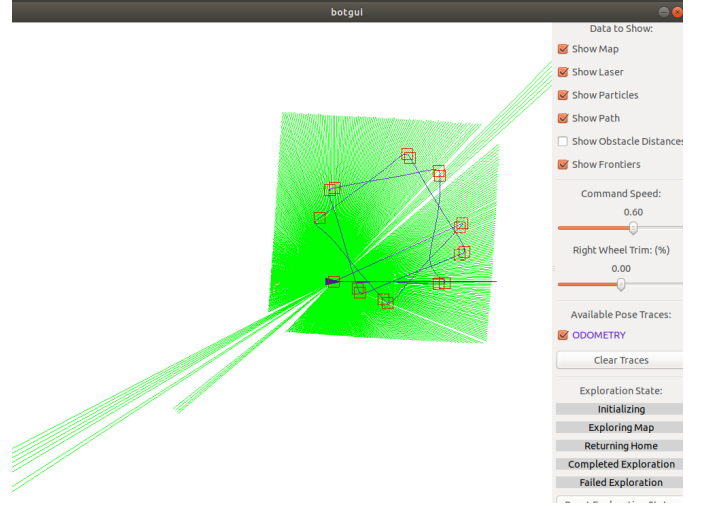 botgui
Data to Show:
Show Map
Show Laser
Show Particles
Show Path
Show Obstacle Distances
Show Frontiers
Command Speed:
0.60
Right Wheel Trim: (%)
0.00
Available Pose Traces:
ODOMETRY
Clear Traces
Exploration State:
Initializing
Exploring Map
Returning Home
Completed Exploration
Failed Exploration